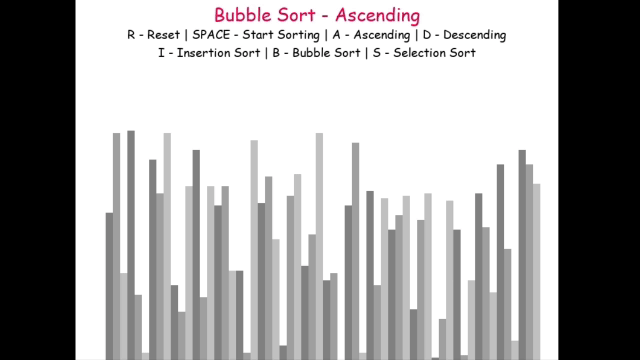 Bubble Sort - Ascending
R - Reset | SPACE - Start Sorting | A - Ascending | D - Descending
I - Insertion Sort | B - Bubble Sort | S - Selection Sort